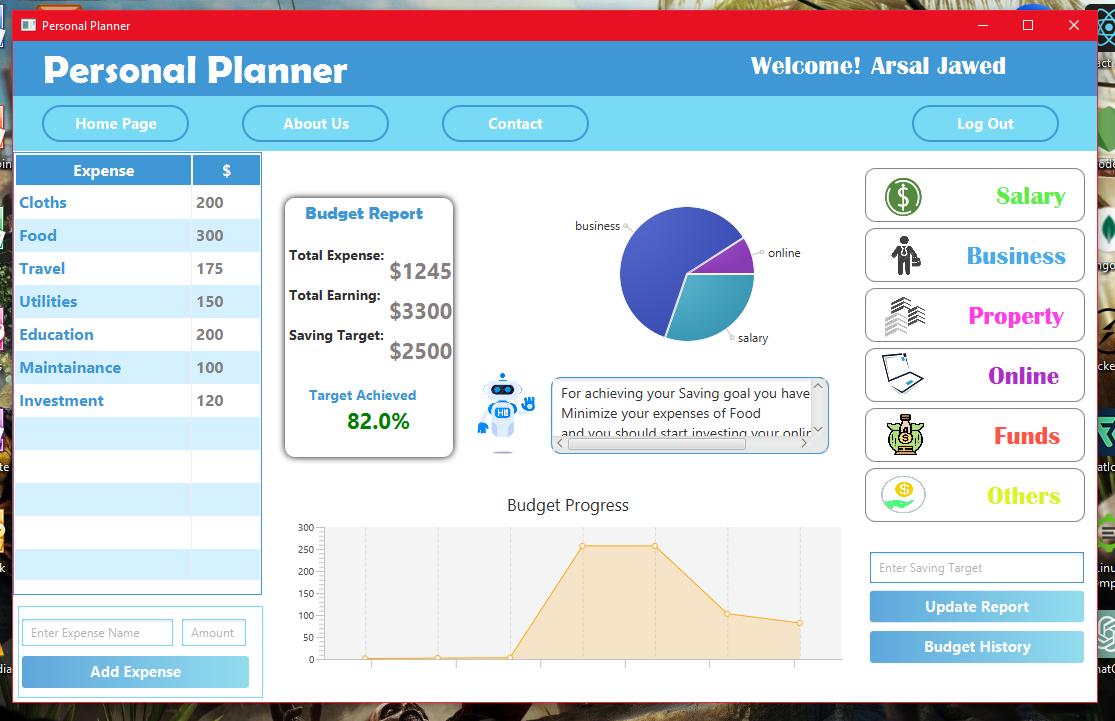 Personal Planner
Personal Planner
Welcome! Arsal Jawed
Home Page
About Us
Contact
Log Out
Expense $
Cloths 200
Food 300
Travel 175
Utilities 150
Education 200
Maintainance 100
Investment 120
Enter Expense Name
Amount
Add Expense
Budget Report
Total Expense:
$1245
Total Earning:
$3300
Saving Target:
$2500
Target Achieved
82.0%
business
online
salary
HB
For achieving your Saving goal you have
Minimize your expenses of Food
and you should start investing your
Budget Progress
300
250
200
150
100
50
0
Salary
Business
Property
Online
Funds
Others
Enter Saving Target
Update Report
Budget History